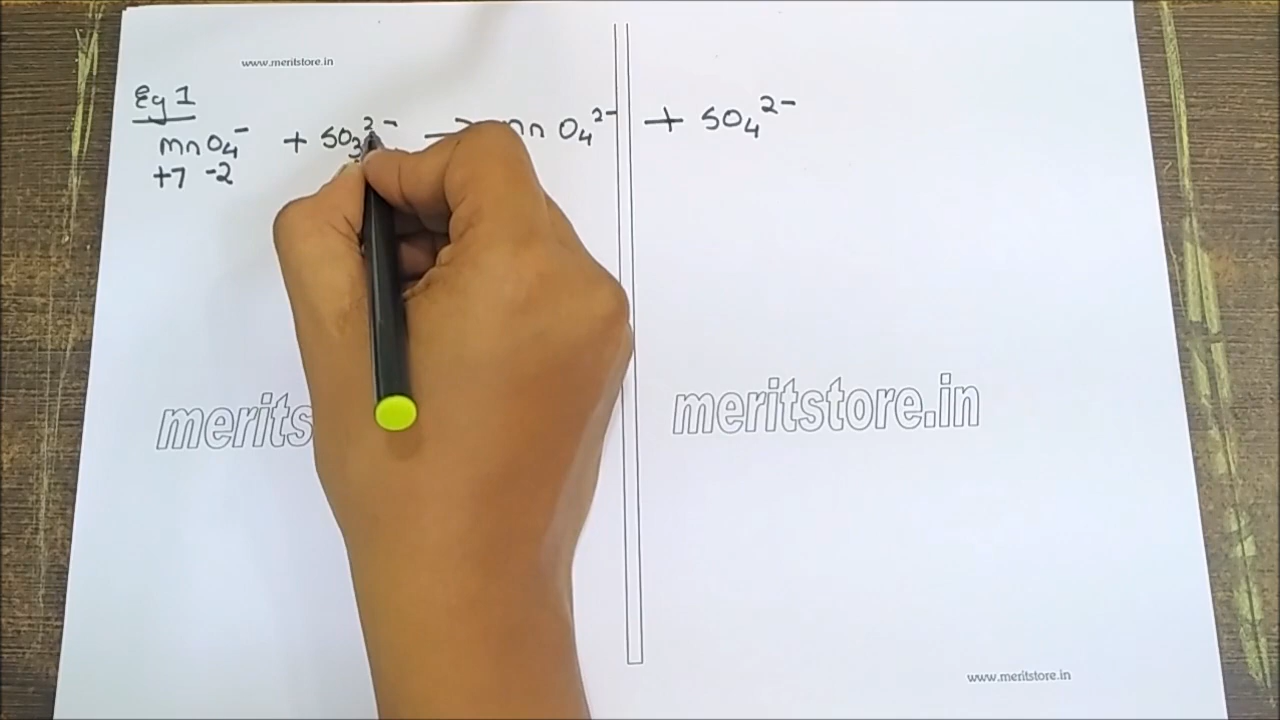 www.meritstore.in
Eg 1
mnO₄⁻ + SO₃²⁻ → mnO₄²⁻ + SO₄²⁻
+7 -2
merits
meritstore.in
www.meritstore.in